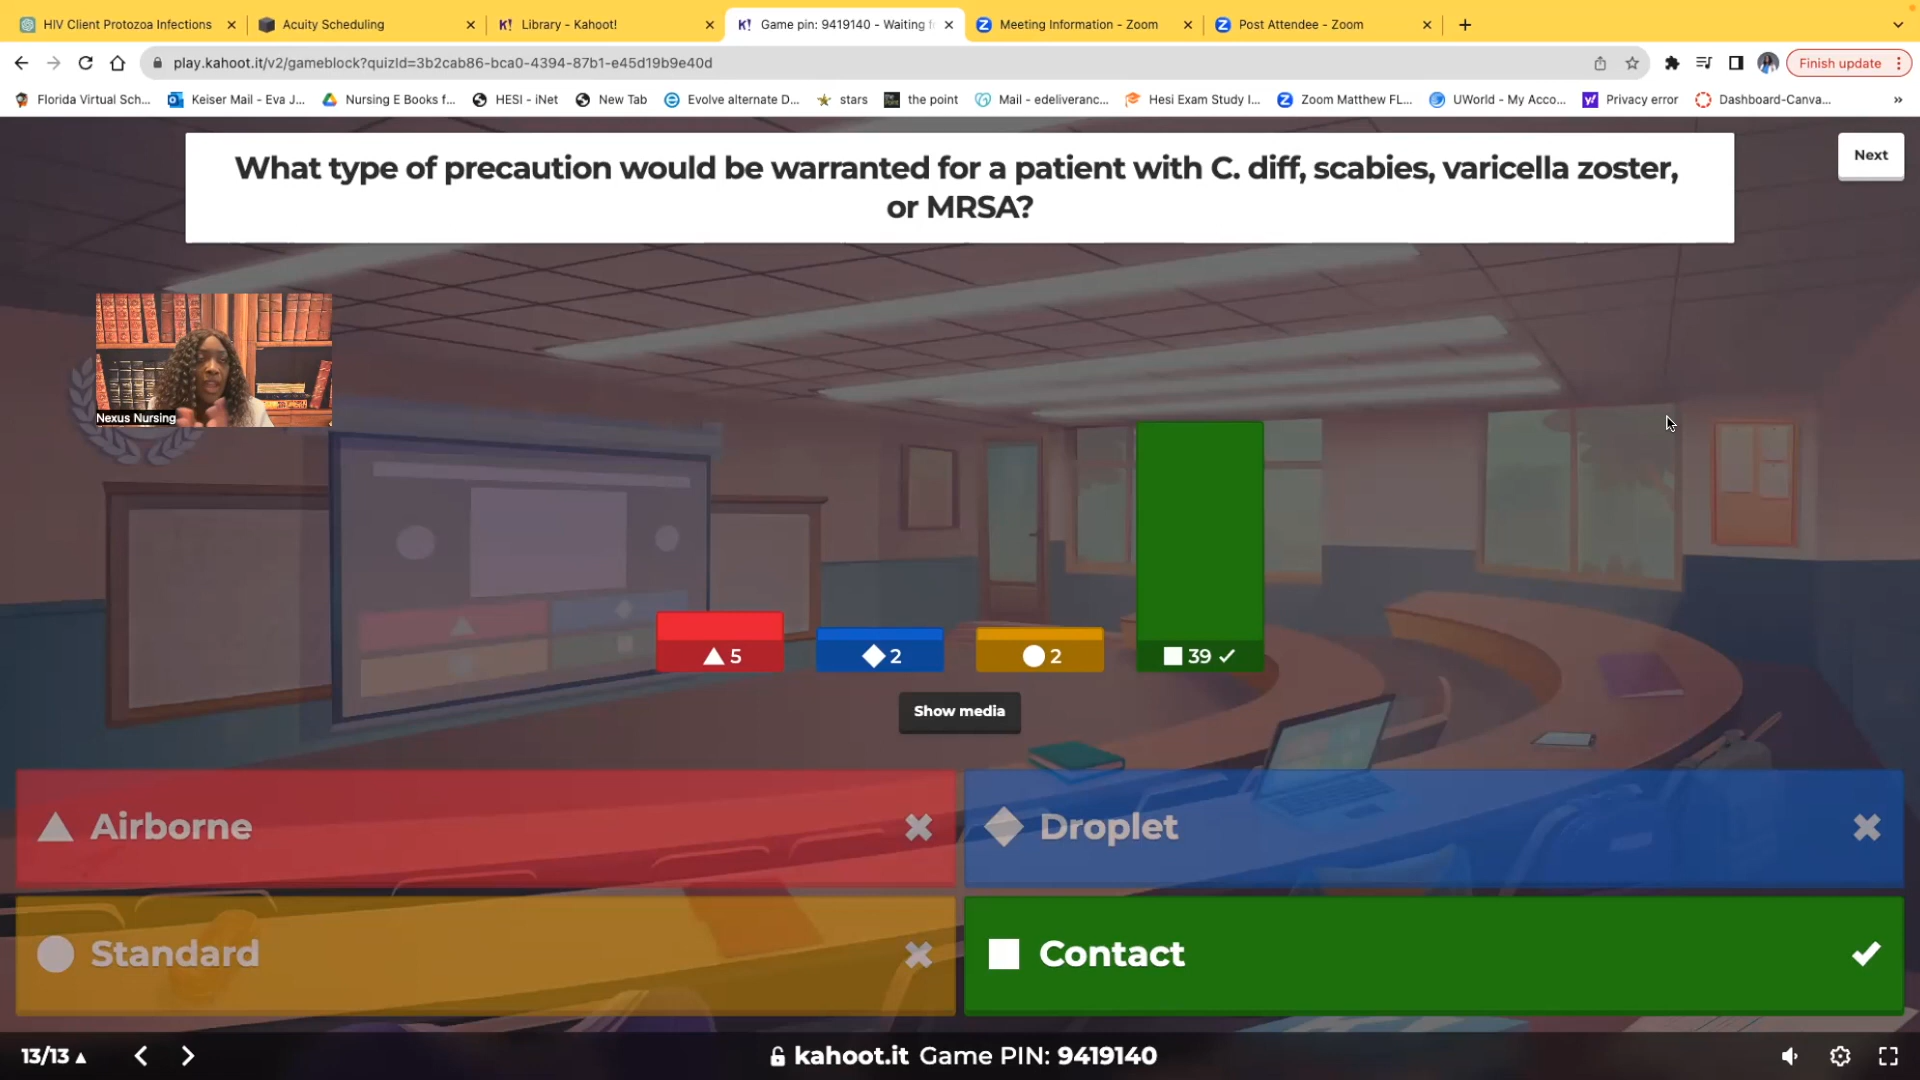 HIV Client Protozoa Infections
Acuity Scheduling
K! Library - Kahoot!
K! Game pin: 9419140 - Waiting f
Meeting Information - Zoom
Post Attendee - Zoom
play.kahoot.it/v2/gameblock?quizId=3b2cab86-bca0-4394-87b1-e45d19b9e40d
Finish update
Florida Virtual Sch...
Keiser Mail - Eva J...
Nursing E Books f...
HESI - iNet
New Tab
Evolve alternate D...
stars
the point
Mail - edeliveranc...
Hesi Exam Study I...
Zoom Matthew FL...
UWorld - My Acco...
Privacy error
Dashboard-Canva...
What type of precaution would be warranted for a patient with C. diff, scabies, varicella zoster,
or MRSA?
Next
Nexus Nursing
5
2
2
39
Show media
Airborne
Droplet
Standard
Contact
13/13
kahoot.it Game PIN: 9419140